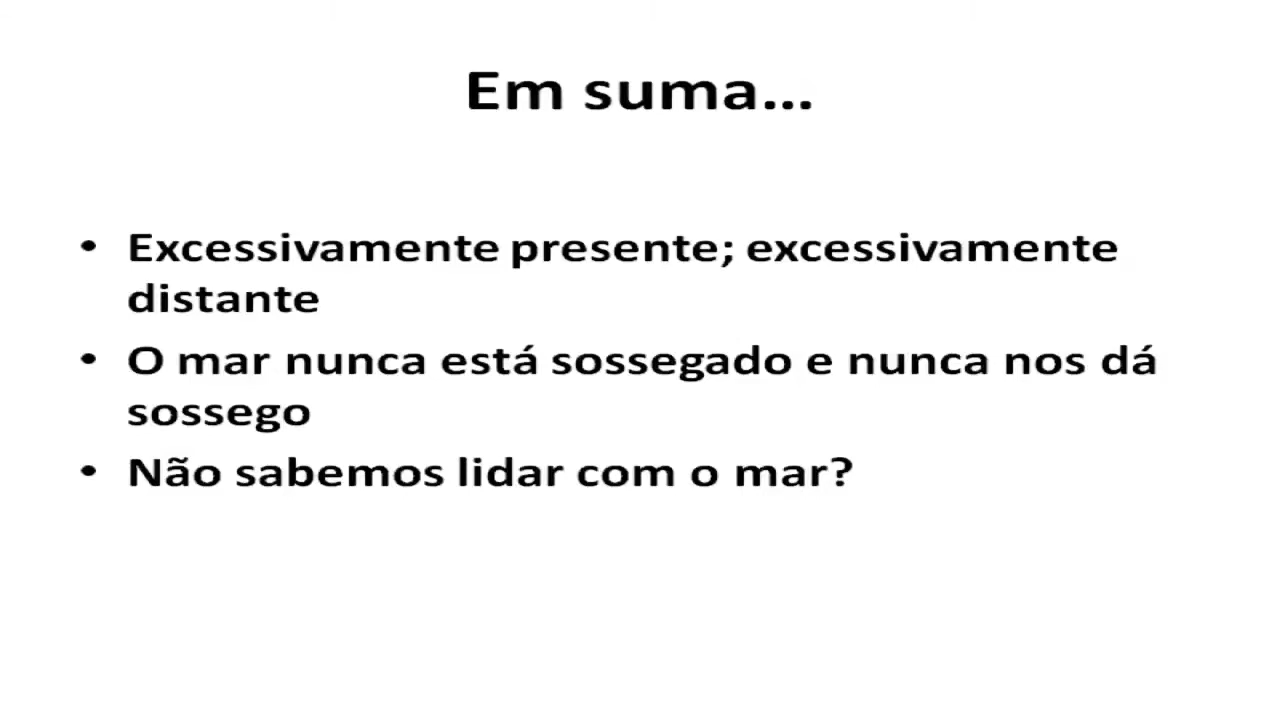 Em suma...
• Excessivamente presente; excessivamente
distante
• O mar nunca está sossegado e nunca nos dá
sossego
• Não sabemos lidar com o mar?